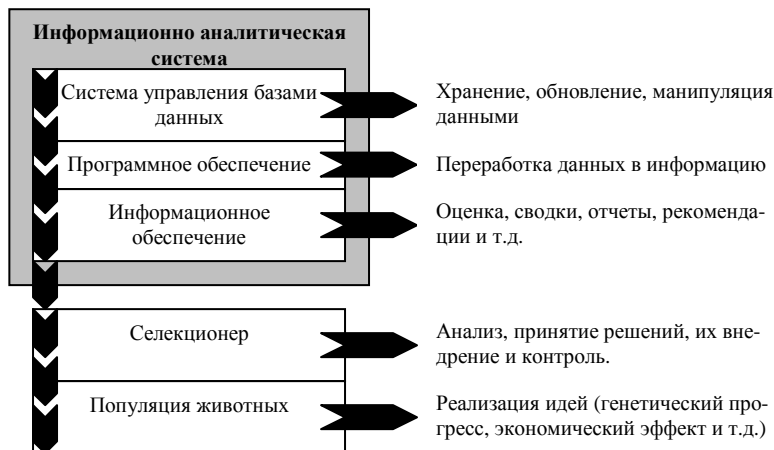 Информационно аналитическая
система
Система управления базами
данных
Хранение, обновление, манипуляция
данными
Программное обеспечение
Переработка данных в информацию
Информационное
обеспечение
Оценка, сводки, отчеты, рекоменда-
ции и т.д.
Селекционер
Анализ, принятие решений, их вне-
дрение и контроль.
Популяция животных
Реализация идей (генетический про-
гресс, экономический эффект и т.д.)